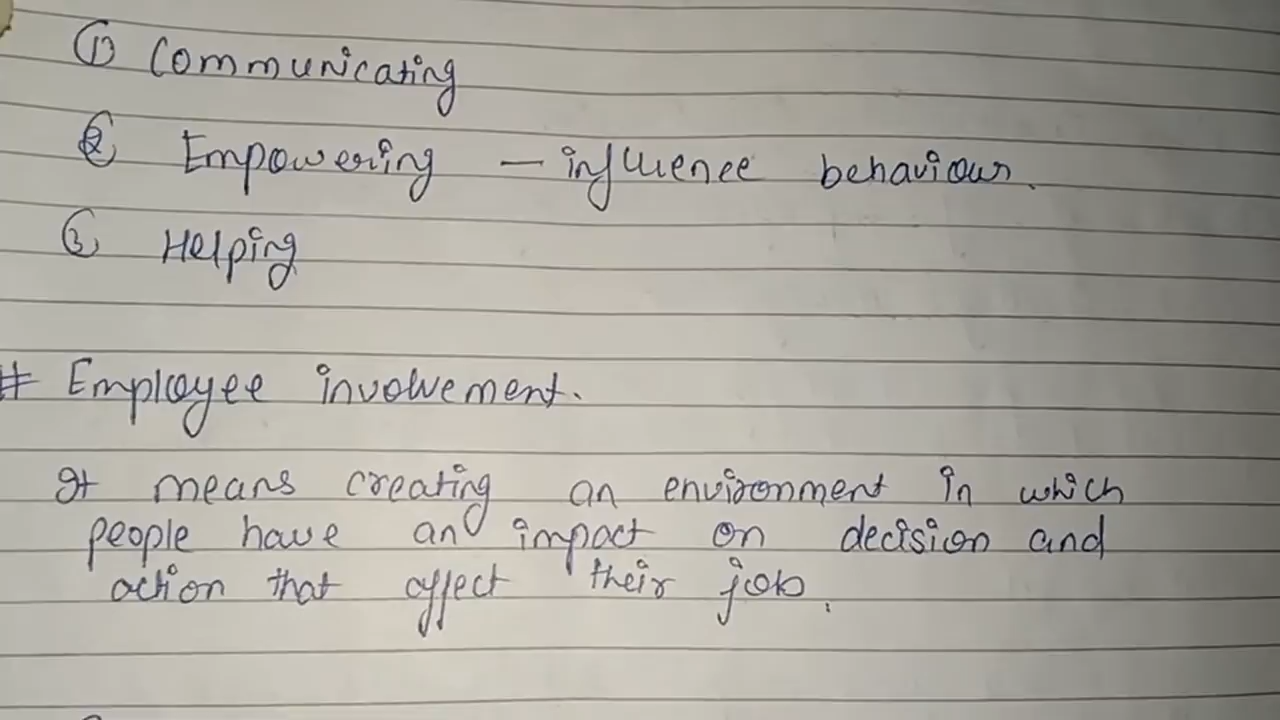 ① Communicating
② Empowering — influence behaviour.
③ Helping
# Employee involvement.
It means creating an environment in which
people have an impact on decision and
action that affect their job.